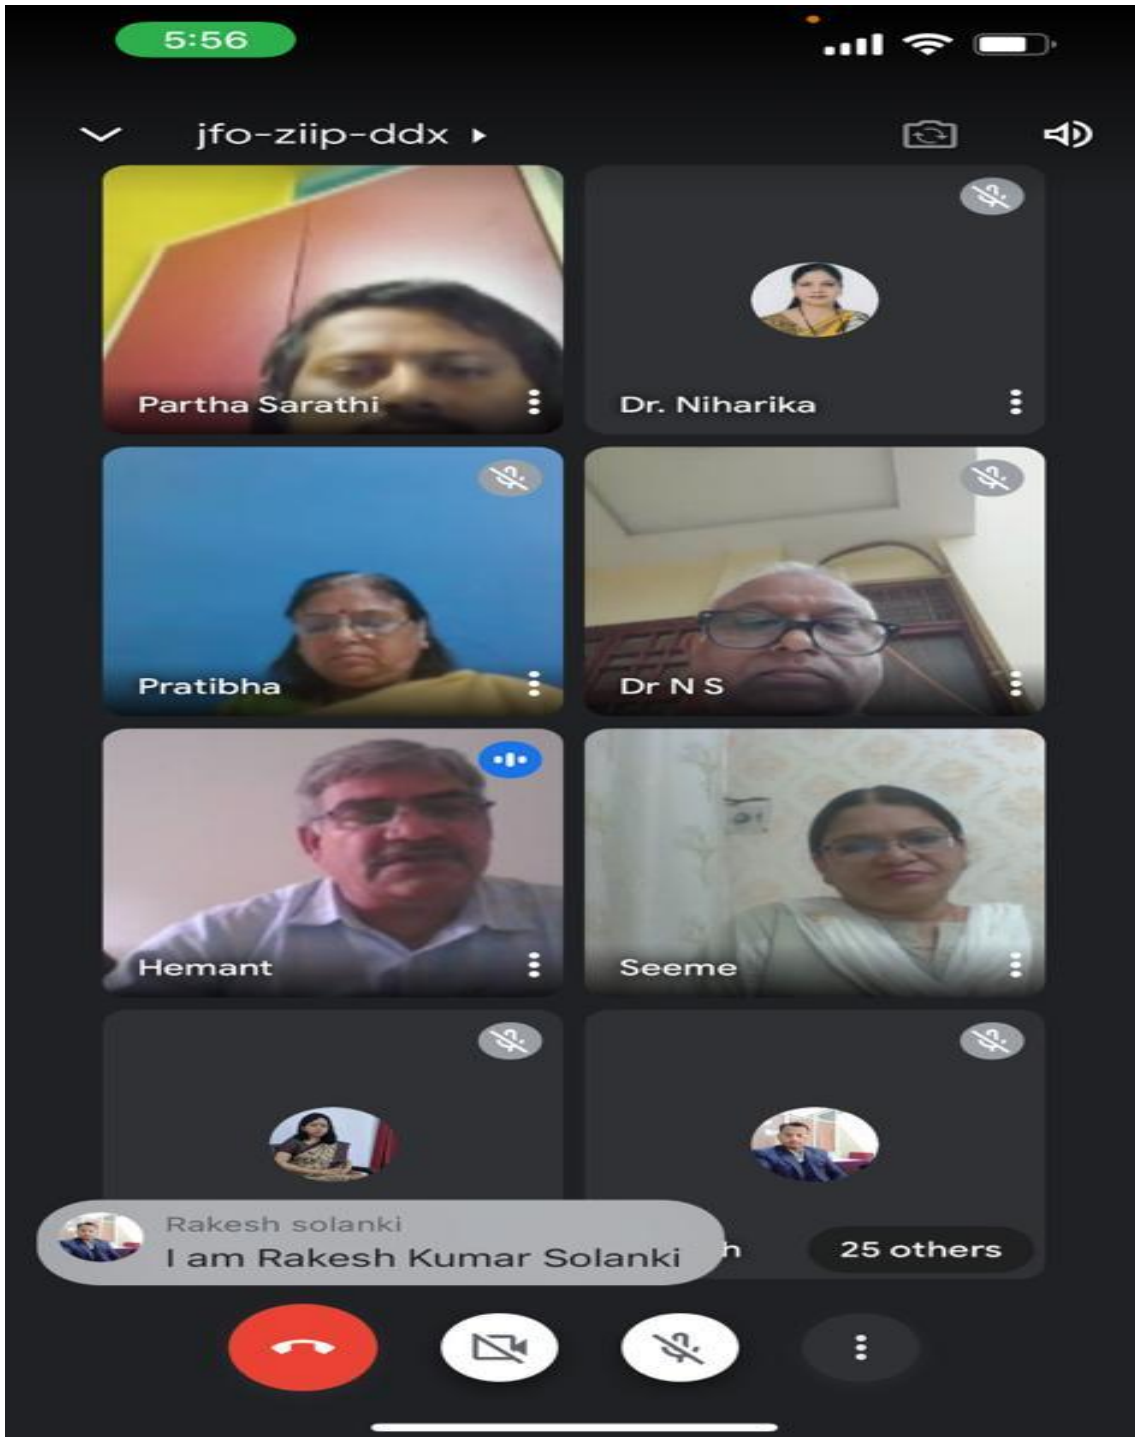 5:56
jfo-ziip-ddx
Partha Sarathi
Dr. Niharika
Pratibha
Dr N S
Hemant
Seeme
Rakesh solanki
I am Rakesh Kumar Solanki
h
25 others